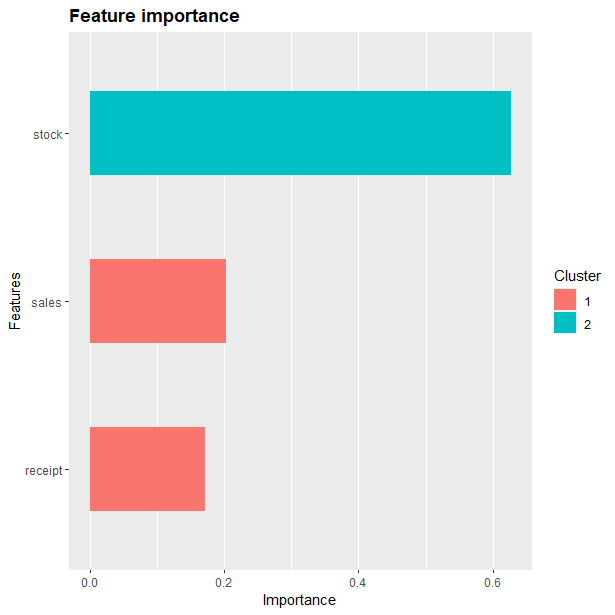 Feature importance
stock
sales
receipt
Features
0.0 0.2 0.4 0.6
Importance
Cluster
1
2